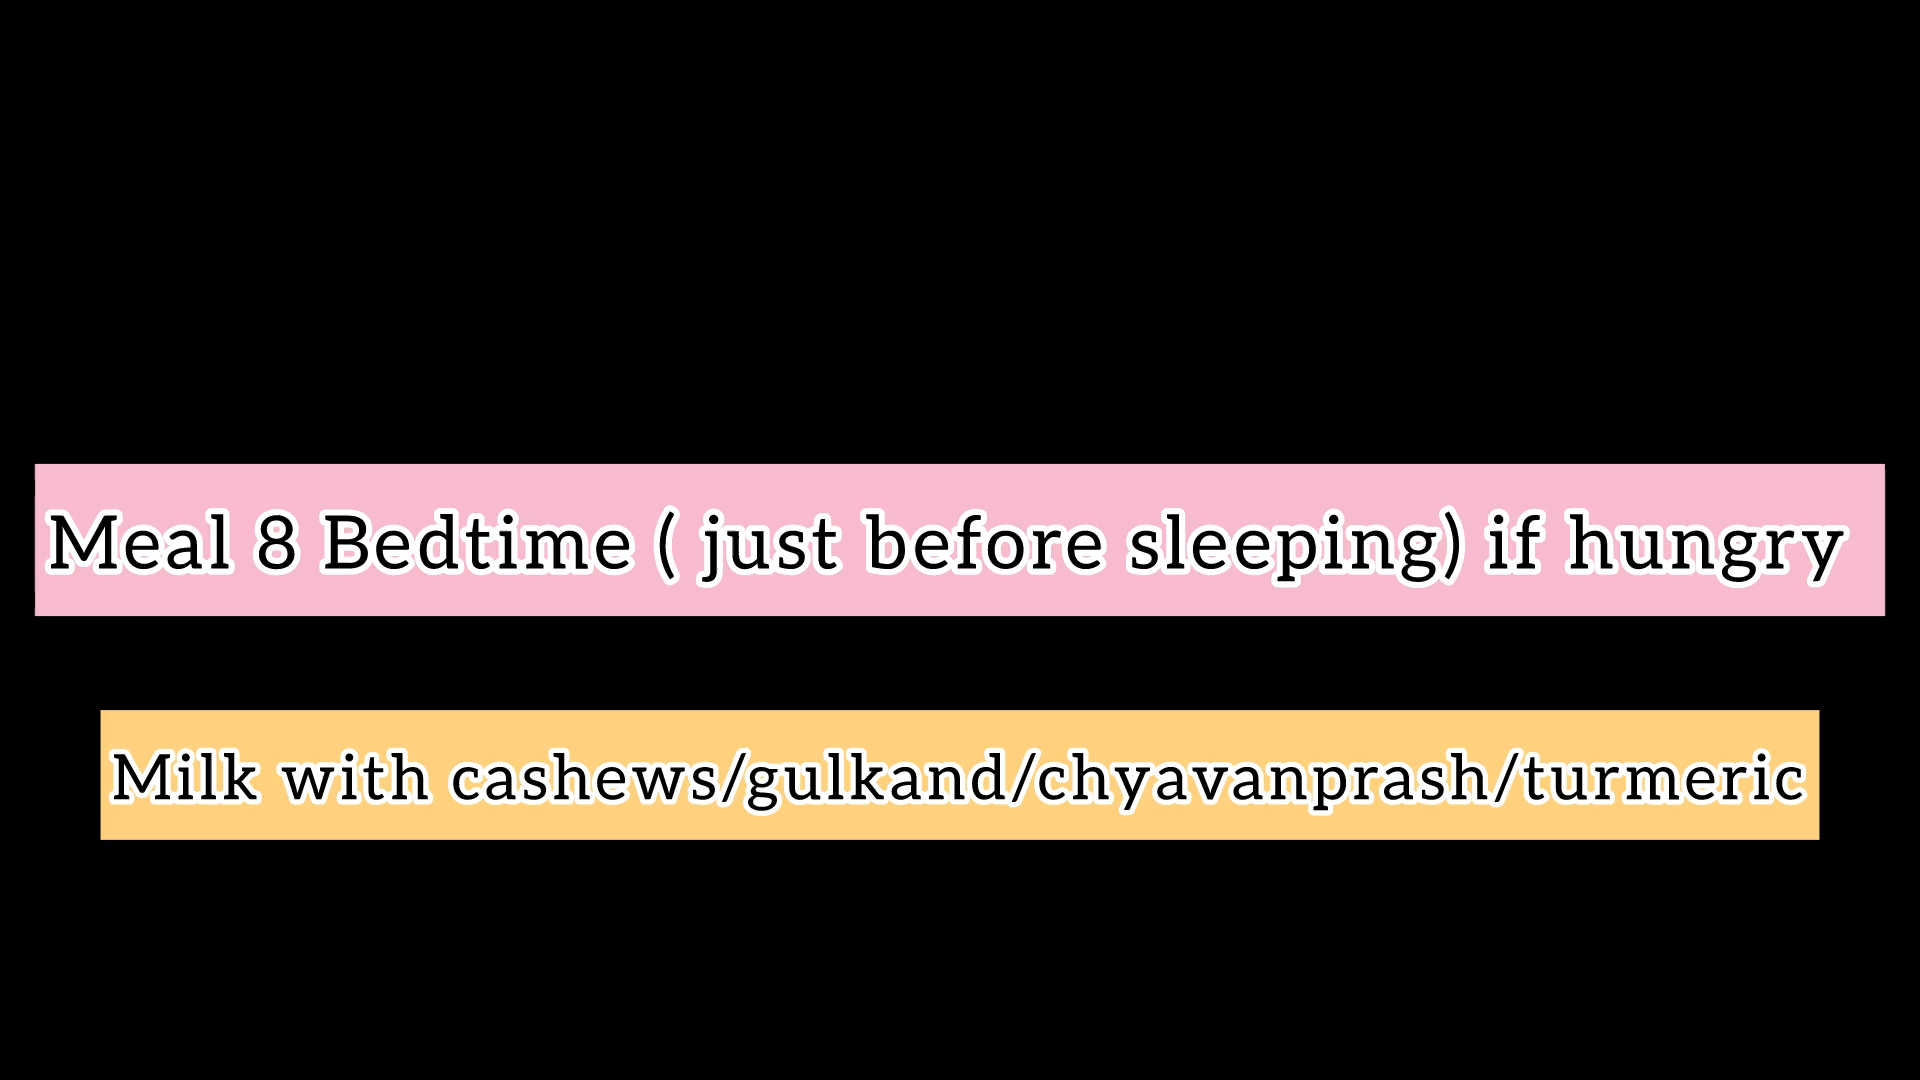 Meal 8 Bedtime ( just before sleeping) if hungry
Milk with cashews/gulkand/chyavanprash/turmeric